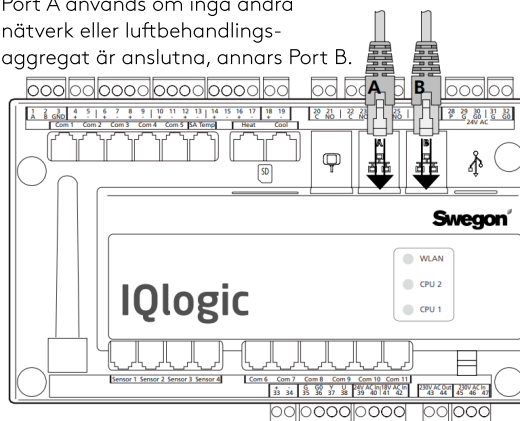 Port A används om inga andra
nätverk eller luftbehandlings-
aggregat är anslutna, annars Port B.
A B
1 2 3 4 5 6 7 8 9 10 11 12 13 14 15 16 17 18 19 20 21 22 23 25 28 29 30 31 32
A B GND + - + - + - + - + - + - + - C NO C NO P G G0 G G0
24V AC
Com 1 Com 2 Com 3 Com 4 Com 5 SA Temp Heat Cool
SD
A B
Swegon
WLAN
CPU 2
CPU 1
IQlogic
Sensor 1 Sensor 2 Sensor 3 Sensor 4 Com 6 Com 7 Com 8 Com 9 Com 10 Com 11
+ - G G0 Y U 24V AC In 18V AC In 230V AC Out 230V AC In
33 34 35 36 37 38 39 40 41 42 43 44 45 46 47